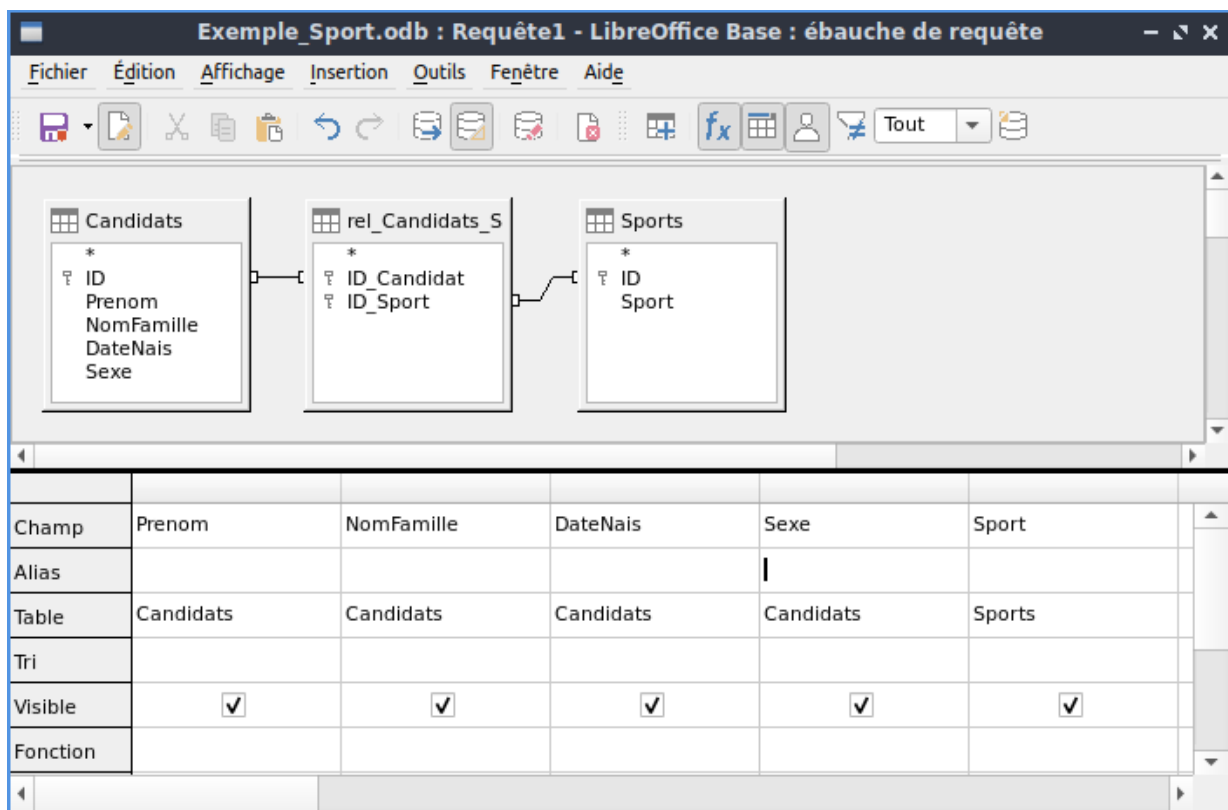 Exemple_Sport.odb : Requête1 - LibreOffice Base : ébauche de requête
Fichier Édition Affichage Insertion Outils Fenêtre Aide
fx Tout
Candidats rel_Candidats_S Sports
* * *
ID ID_Candidat ID
Prenom ID_Sport Sport
NomFamille
DateNais
Sexe
Champ Prenom NomFamille DateNais Sexe Sport
Alias
Table Candidats Candidats Candidats Candidats Sports
Tri
Visible
Fonction